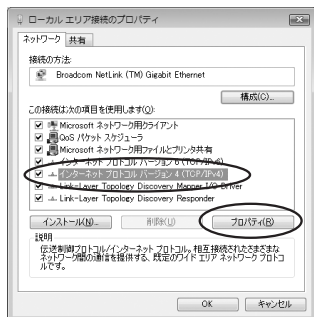 ローカル エリア接続のプロパティ
ネットワーク 共有
接続の方法:
Broadcom NetLink (TM) Gigabit Ethernet
構成(C)...
この接続は次の項目を使用します(O):
Microsoft ネットワーク用クライアント
QoS パケット スケジューラ
Microsoft ネットワーク用ファイルとプリンタ共有
インターネット プロトコル バージョン 6 (TCP/IPv6)
インターネット プロトコル バージョン 4 (TCP/IPv4)
Link-Layer Topology Discovery Mapper I/O Driver
Link-Layer Topology Discovery Responder
インストール(N)... 削除(U) プロパティ(R)
説明
伝送制御プロトコル/インターネット プロトコル。相互接続されたさまざまな
ネットワーク間の通信を提供する、既定のワイド エリア ネットワーク プロトコ
ルです。
OK キャンセル